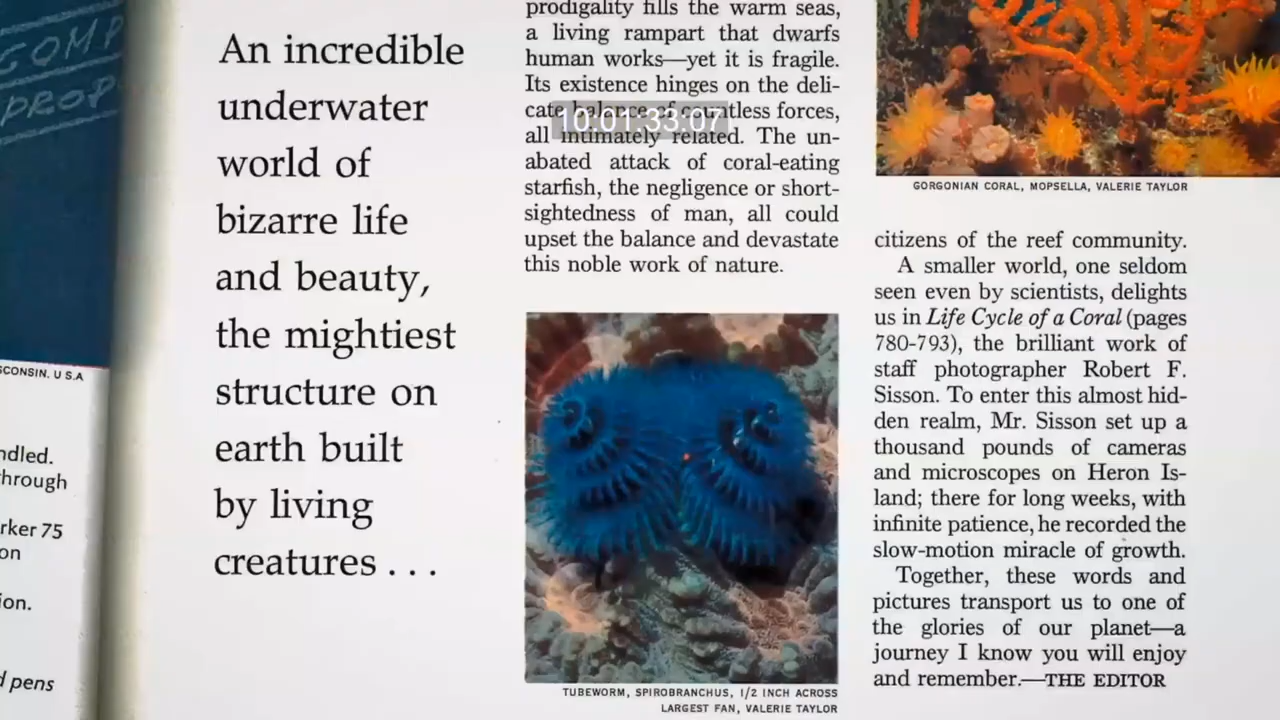 COMP
PROP
SCONSIN. U S.A
ndled.
hrough
rker 75
on
ion.
d pens
An incredible
underwater
world of
bizarre life
and beauty,
the mightiest
structure on
earth built
by living
creatures . . .
prodigality fills the warm seas,
a living rampart that dwarfs
human works—yet it is fragile.
Its existence hinges on the deli-
cate balance of countless forces,
10:01:33:07
all intimately related. The un-
abated attack of coral-eating
starfish, the negligence or short-
sightedness of man, all could
upset the balance and devastate
this noble work of nature.
TUBEWORM, SPIROBRANCHUS, 1/2 INCH ACROSS
LARGEST FAN, VALERIE TAYLOR
GORGONIAN CORAL, MOPSELLA, VALERIE TAYLOR
citizens of the reef community.
A smaller world, one seldom
seen even by scientists, delights
us in Life Cycle of a Coral (pages
780-793), the brilliant work of
staff photographer Robert F.
Sisson. To enter this almost hid-
den realm, Mr. Sisson set up a
thousand pounds of cameras
and microscopes on Heron Is-
land; there for long weeks, with
infinite patience, he recorded the
slow-motion miracle of growth.
Together, these words and
pictures transport us to one of
the glories of our planet—a
journey I know you will enjoy
and remember.—THE EDITOR